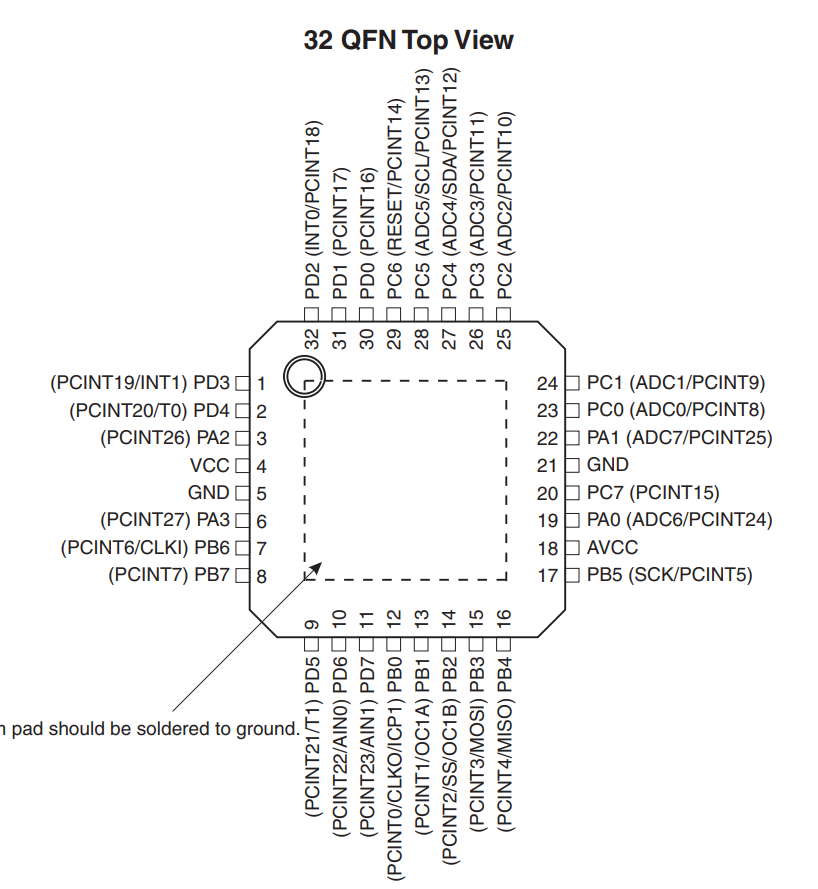 32 QFN Top View
PD2 (INT0/PCINT18)
PD1 (PCINT17)
PD0 (PCINT16)
PC6 (RESET/PCINT14)
PC5 (ADC5/SCL/PCINT13)
PC4 (ADC4/SDA/PCINT12)
PC3 (ADC3/PCINT11)
PC2 (ADC2/PCINT10)
32
31
30
29
28
27
26
25
(PCINT19/INT1) PD3 1
(PCINT20/T0) PD4 2
(PCINT26) PA2 3
VCC 4
GND 5
(PCINT27) PA3 6
(PCINT6/CLKI) PB6 7
(PCINT7) PB7 8
24 PC1 (ADC1/PCINT9)
23 PC0 (ADC0/PCINT8)
22 PA1 (ADC7/PCINT25)
21 GND
20 PC7 (PCINT15)
19 PA0 (ADC6/PCINT24)
18 AVCC
17 PB5 (SCK/PCINT5)
9
10
11
12
13
14
15
16
(PCINT21/T1) PD5
(PCINT22/AIN0) PD6
(PCINT23/AIN1) PD7
(PCINT0/CLKO/ICP1) PB0
(PCINT1/OC1A) PB1
(PCINT2/SS/OC1B) PB2
(PCINT3/MOSI) PB3
(PCINT4/MISO) PB4
pad should be soldered to ground.